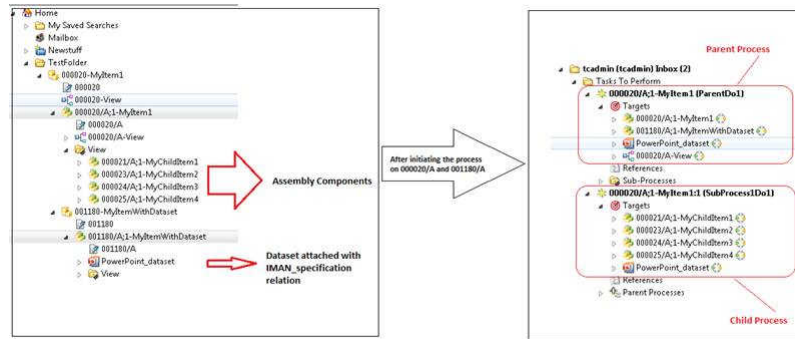 Home
My Saved Searches
Mailbox
Newstuff
TestFolder
000020-MyItem1
000020
000020-View
000020/A;1-MyItem1
000020/A
000020/A-View
View
000021/A;1-MyChildItem1
000023/A;1-MyChildItem2
000024/A;1-MyChildItem3
000025/A;1-MyChildItem4
001180-MyItemWithDataset
001180
001180/A;1-MyItemWithDataset
001180/A
PowerPoint_dataset
View
Assembly Components
Dataset attached with
IMAN_specification
relation
After initiating the process
on 000020/A and 001180/A
Parent Process
tcadmin (tcadmin) Inbox (2)
Tasks To Perform
000020/A;1-MyItem1 (ParentDo1)
Targets
000020/A;1-MyItem1
001180/A;1-MyItemWithDataset
PowerPoint_dataset
000020/A-View
References
Sub-Processes
000020/A;1-MyItem1:1 (SubProcess1Do1)
Targets
000021/A;1-MyChildItem1
000023/A;1-MyChildItem2
000024/A;1-MyChildItem3
000025/A;1-MyChildItem4
PowerPoint_dataset
References
Parent Processes
Child Process